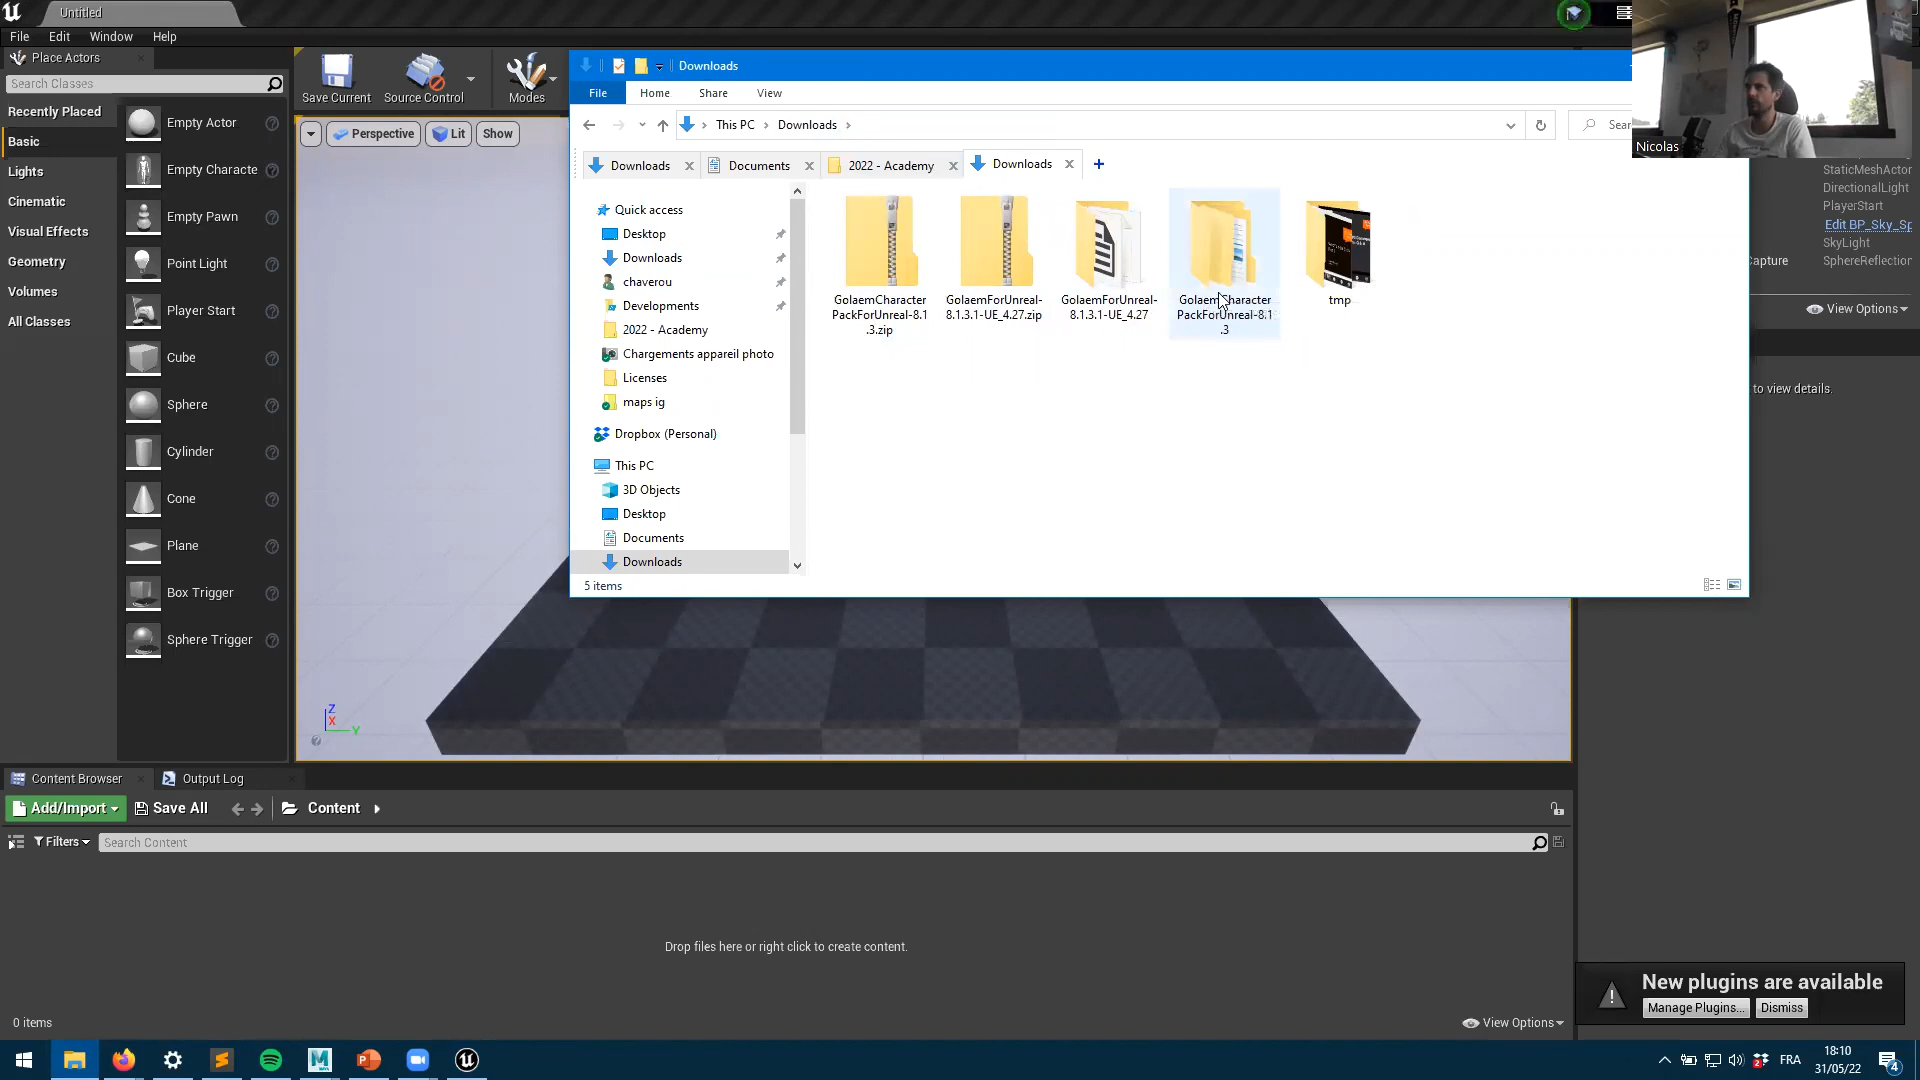 Untitled
File Edit Window Help
Place Actors
Search Classes
Recently Placed
Basic
Lights
Cinematic
Visual Effects
Geometry
Volumes
All Classes
Empty Actor
Empty Characte
Empty Pawn
Point Light
Player Start
Cube
Sphere
Cylinder
Cone
Plane
Box Trigger
Sphere Trigger
Save Current
Source Control
Modes
Perspective
Lit
Show
Z
X
Y
Downloads
File Home Share View
This PC > Downloads >
Sear
Downloads
Documents
2022 - Academy
Downloads
Quick access
Desktop
Downloads
chaverou
Developments
2022 - Academy
Chargements appareil photo
Licenses
maps ig
Dropbox (Personal)
This PC
3D Objects
Desktop
Documents
Downloads
GolaemCharacter
PackForUnreal-8.1
.3.zip
GolaemForUnreal-
8.1.3.1-UE_4.27.zip
GolaemForUnreal-
8.1.3.1-UE_4.27
GolaemCharacter
PackForUnreal-8.1
.3
tmp
5 items
Nicolas
StaticMeshActor
DirectionalLight
PlayerStart
Edit BP_Sky_Sp
SkyLight
Capture
SphereReflection
View Options
to view details.
Content Browser
Output Log
Add/Import
Save All
Content
Filters
Search Content
Drop files here or right click to create content.
0 items
View Options
New plugins are available
Manage Plugins...
Dismiss
FRA
18:10
31/05/22
4